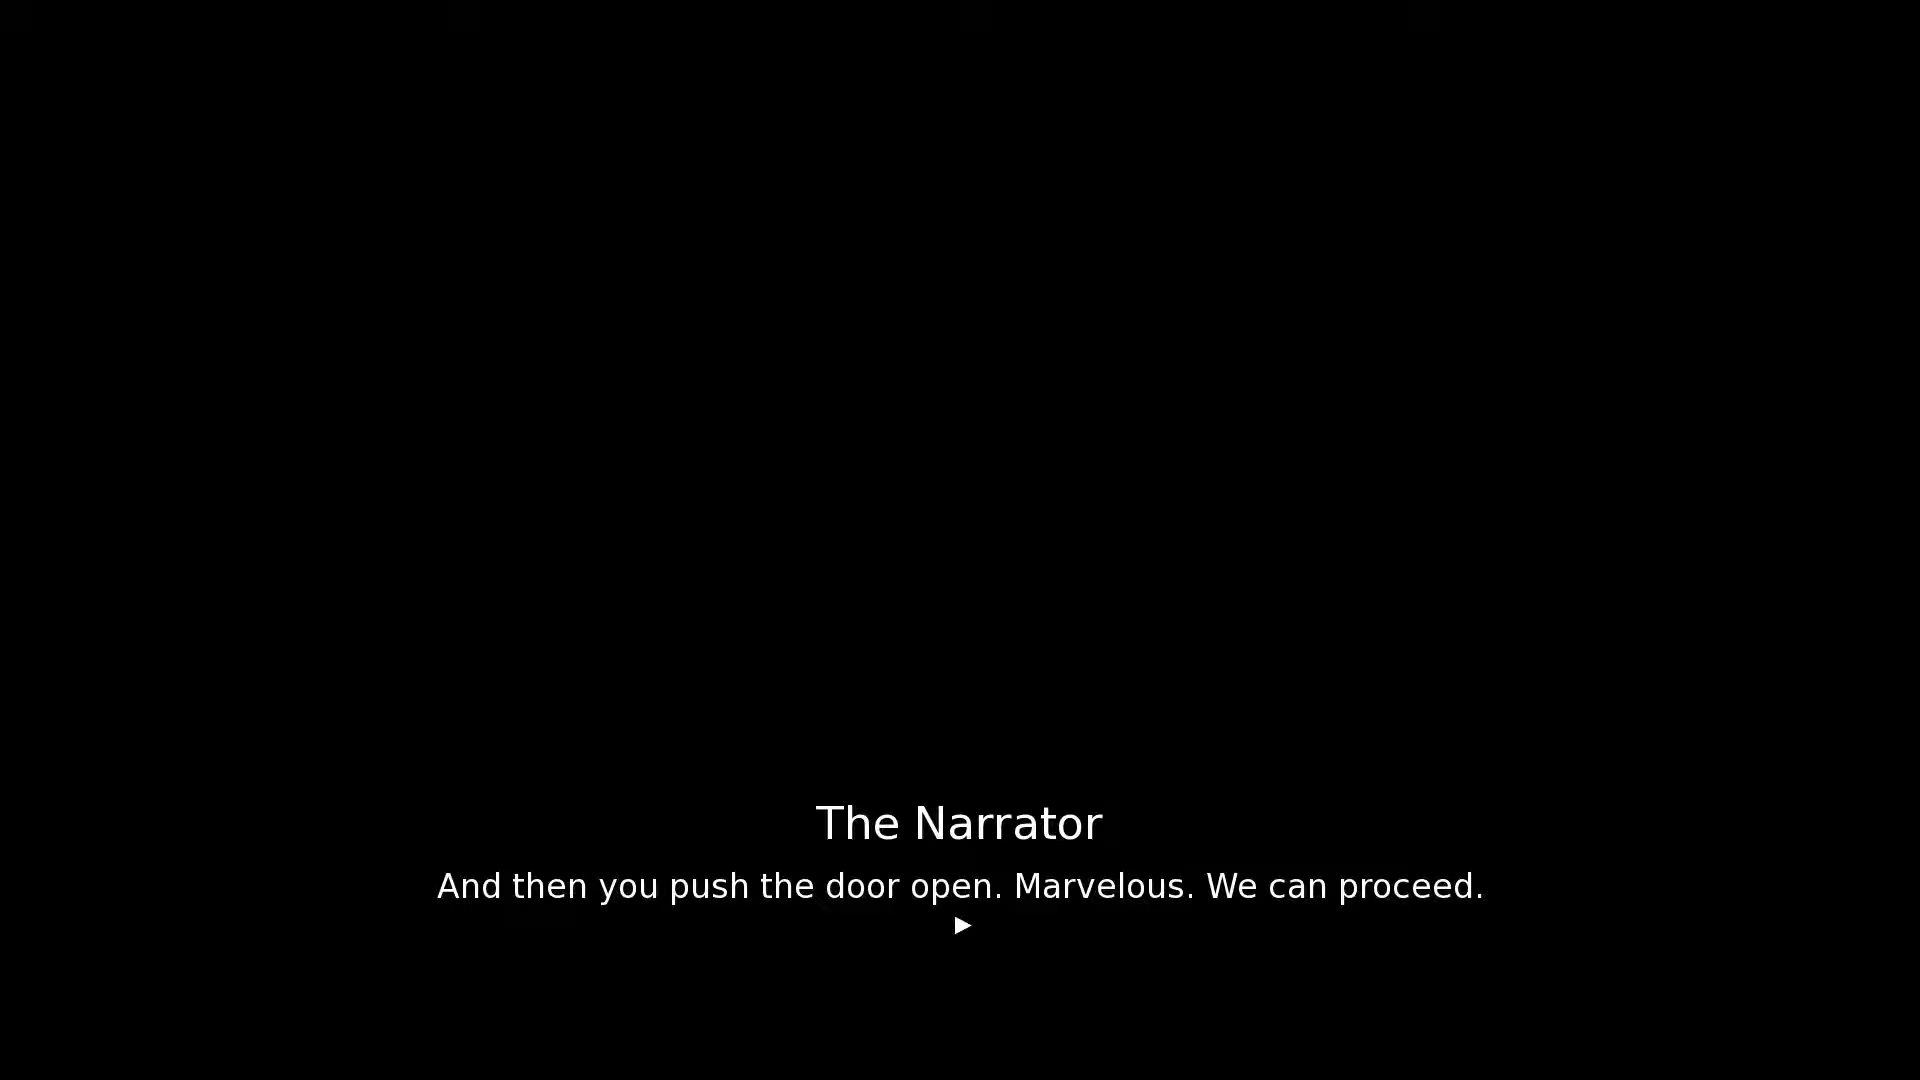 The Narrator
And then you push the door open. Marvelous. We can proceed.